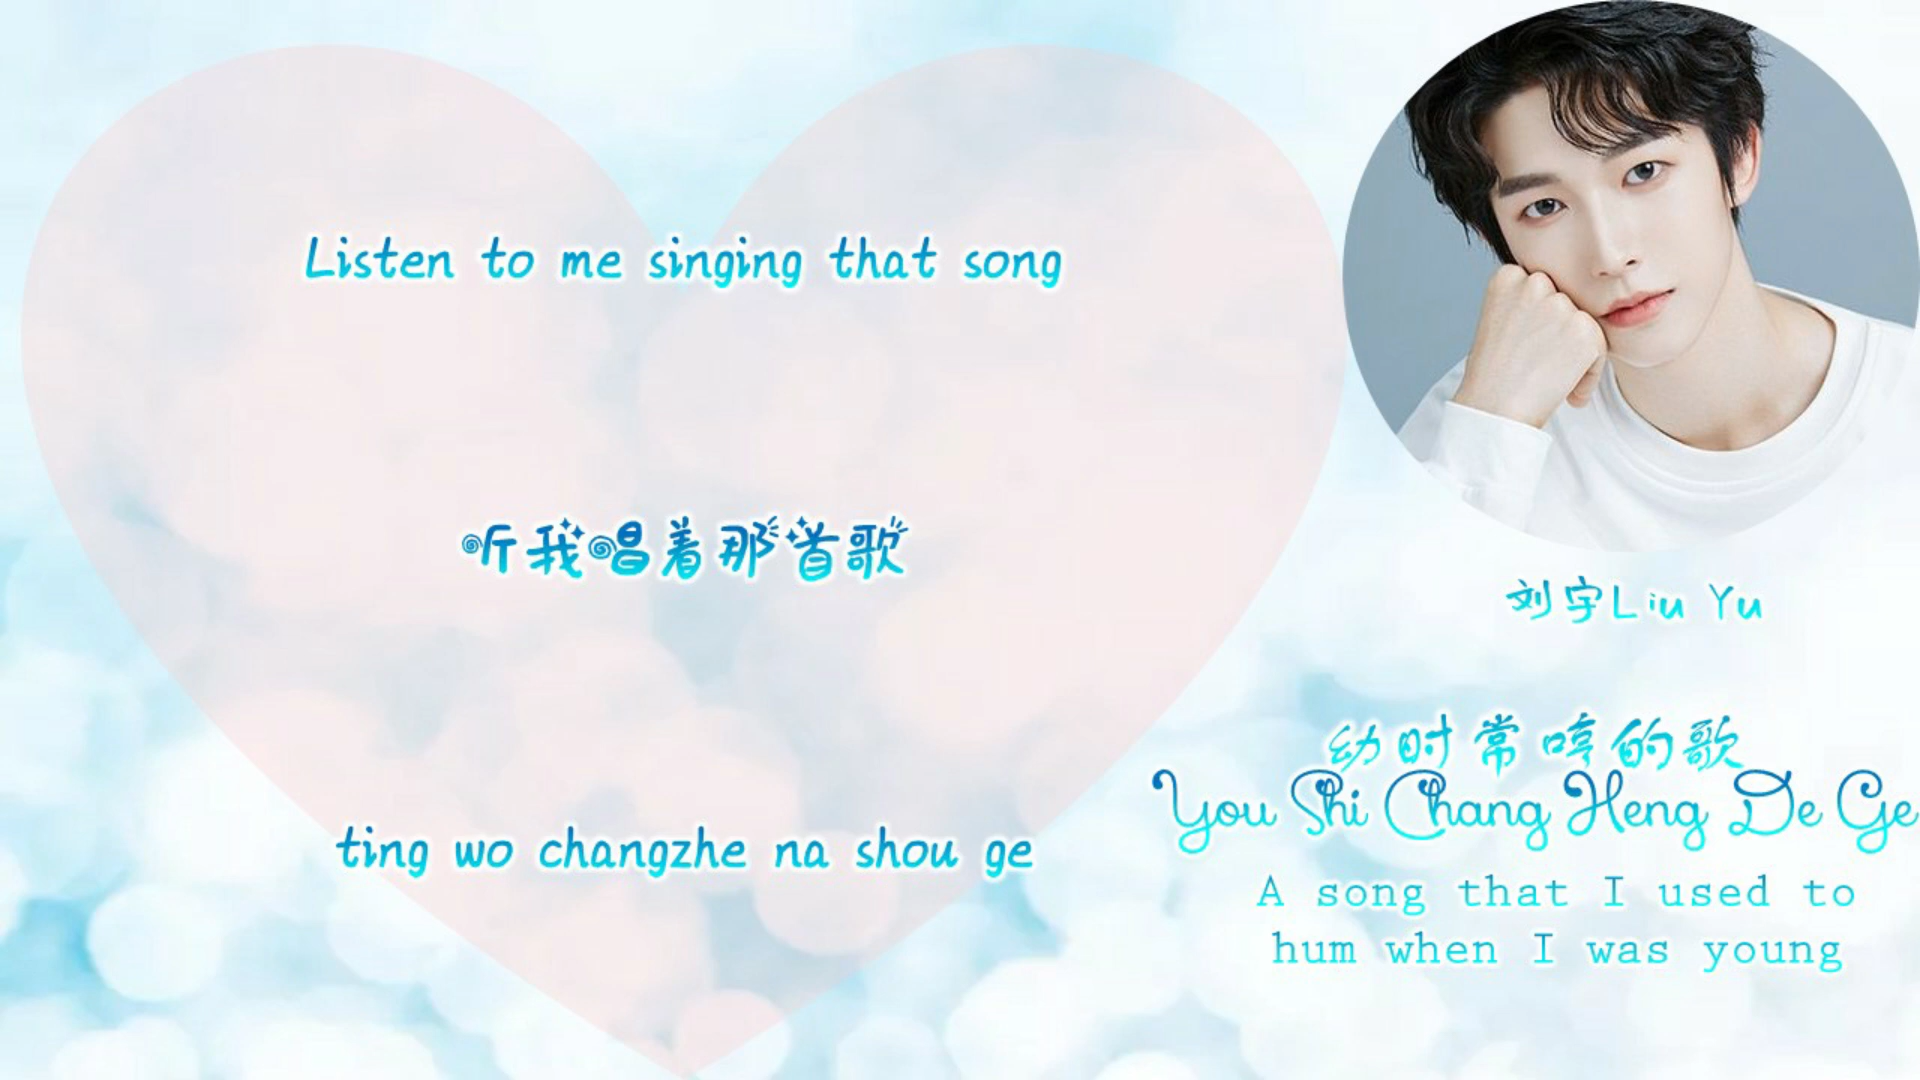 Listen to me singing that song
听我唱着那首歌
ting wo changzhe na shou ge
刘宇Liu Yu
幼时常哼的歌
You Shi Chang Heng De Ge
A song that I used to
hum when I was young